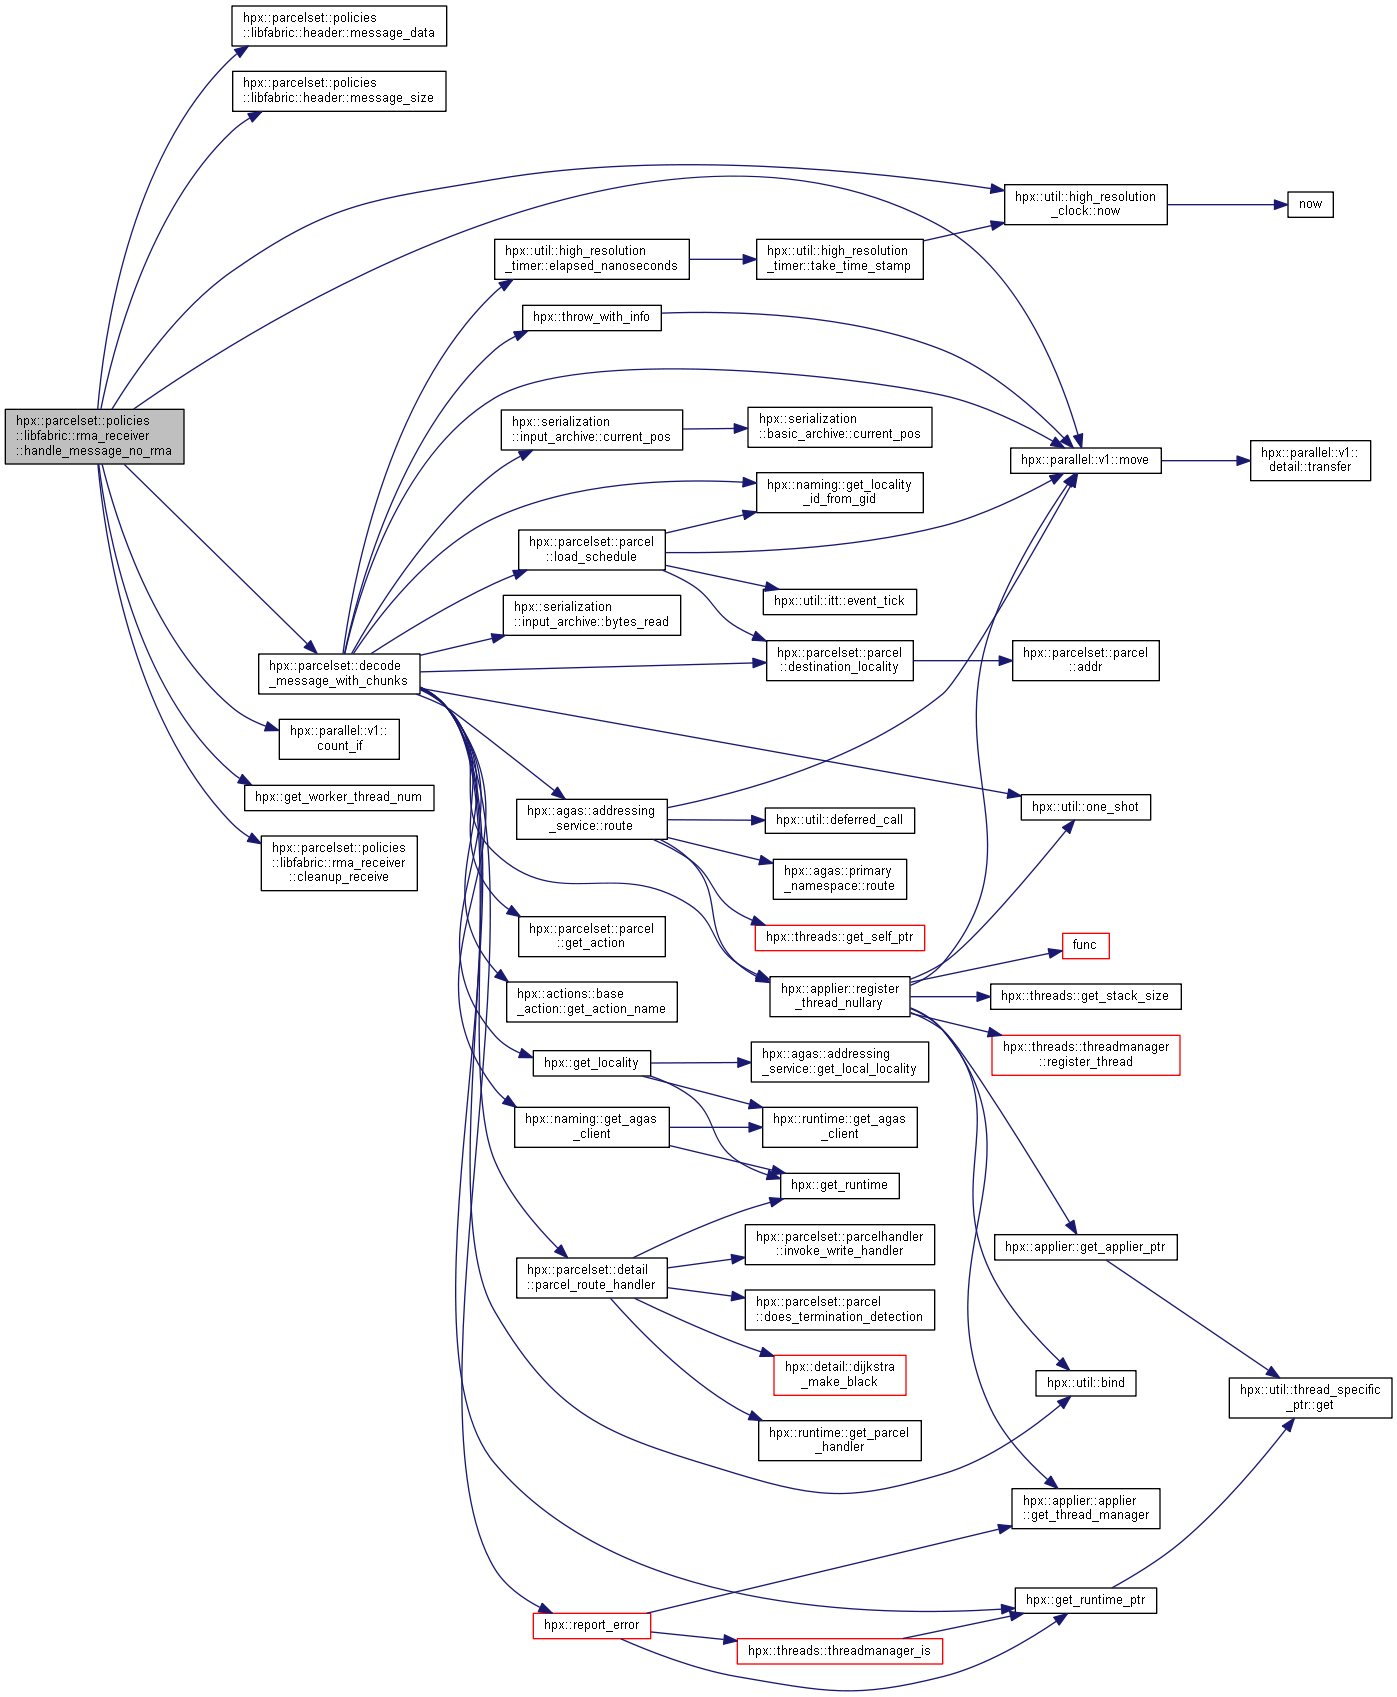 hpx::parcelset::policies
::libfabric::header::message_data
hpx::parcelset::policies
::libfabric::header::message_size
hpx::util::high_resolution
_clock::now
now
hpx::util::high_resolution
_timer::elapsed_nanoseconds
hpx::util::high_resolution
_timer::take_time_stamp
hpx::throw_with_info
hpx::parcelset::policies
::libfabric::rma_receiver
::handle_message_no_rma
hpx::serialization
::input_archive::current_pos
hpx::serialization
::basic_archive::current_pos
hpx::parallel::v1::move
hpx::parallel::v1::
detail::transfer
hpx::naming::get_locality
_id_from_gid
hpx::parcelset::parcel
::load_schedule
hpx::util::itt::event_tick
hpx::serialization
::input_archive::bytes_read
hpx::parcelset::parcel
::destination_locality
hpx::parcelset::parcel
::addr
hpx::parcelset::decode
_message_with_chunks
hpx::parallel::v1::
count_if
hpx::get_worker_thread_num
hpx::util::one_shot
hpx::agas::addressing
_service::route
hpx::util::deferred_call
hpx::parcelset::policies
::libfabric::rma_receiver
::cleanup_receive
hpx::agas::primary
_namespace::route
hpx::parcelset::parcel
::get_action
hpx::threads::get_self_ptr
func
hpx::actions::base
_action::get_action_name
hpx::applier::register
_thread_nullary
hpx::threads::get_stack_size
hpx::threads::threadmanager
::register_thread
hpx::get_locality
hpx::agas::addressing
_service::get_local_locality
hpx::naming::get_agas
_client
hpx::runtime::get_agas
_client
hpx::get_runtime
hpx::parcelset::parcelhandler
::invoke_write_handler
hpx::applier::get_applier_ptr
hpx::parcelset::detail
::parcel_route_handler
hpx::parcelset::parcel
::does_termination_detection
hpx::detail::dijkstra
_make_black
hpx::util::bind
hpx::util::thread_specific
_ptr::get
hpx::runtime::get_parcel
_handler
hpx::applier::applier
::get_thread_manager
hpx::get_runtime_ptr
hpx::report_error
hpx::threads::threadmanager_is